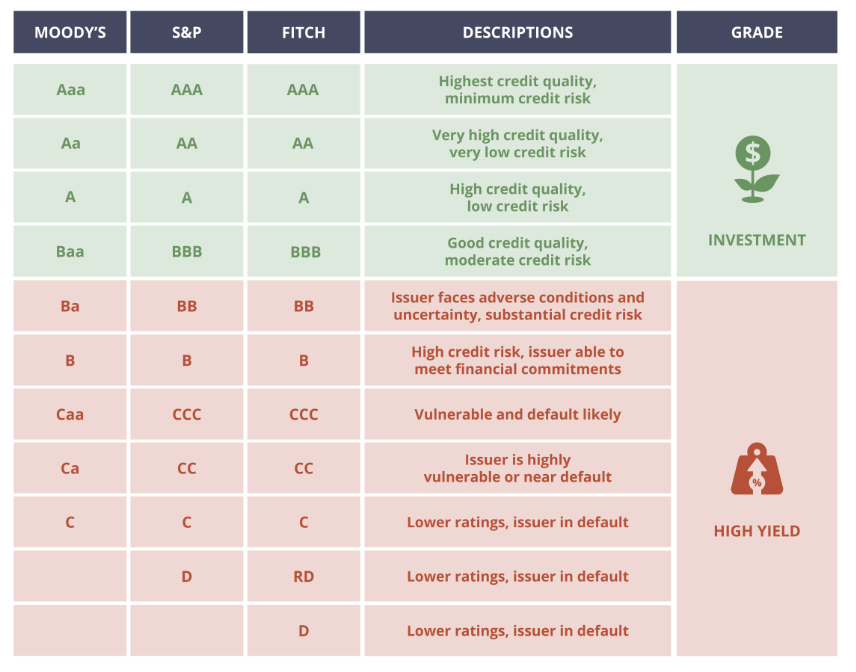 MOODY'S S&P FITCH DESCRIPTIONS GRADE
Aaa AAA AAA Highest credit quality,
minimum credit risk
Aa AA AA Very high credit quality,
very low credit risk
A A A High credit quality,
low credit risk
Baa BBB BBB Good credit quality,
moderate credit risk
$
INVESTMENT
Ba BB BB Issuer faces adverse conditions and
uncertainty, substantial credit risk
B B B High credit risk, issuer able to
meet financial commitments
Caa CCC CCC Vulnerable and default likely
Ca CC CC Issuer is highly
vulnerable or near default
%
C C C Lower ratings, issuer in default
HIGH YIELD
D RD Lower ratings, issuer in default
D Lower ratings, issuer in default